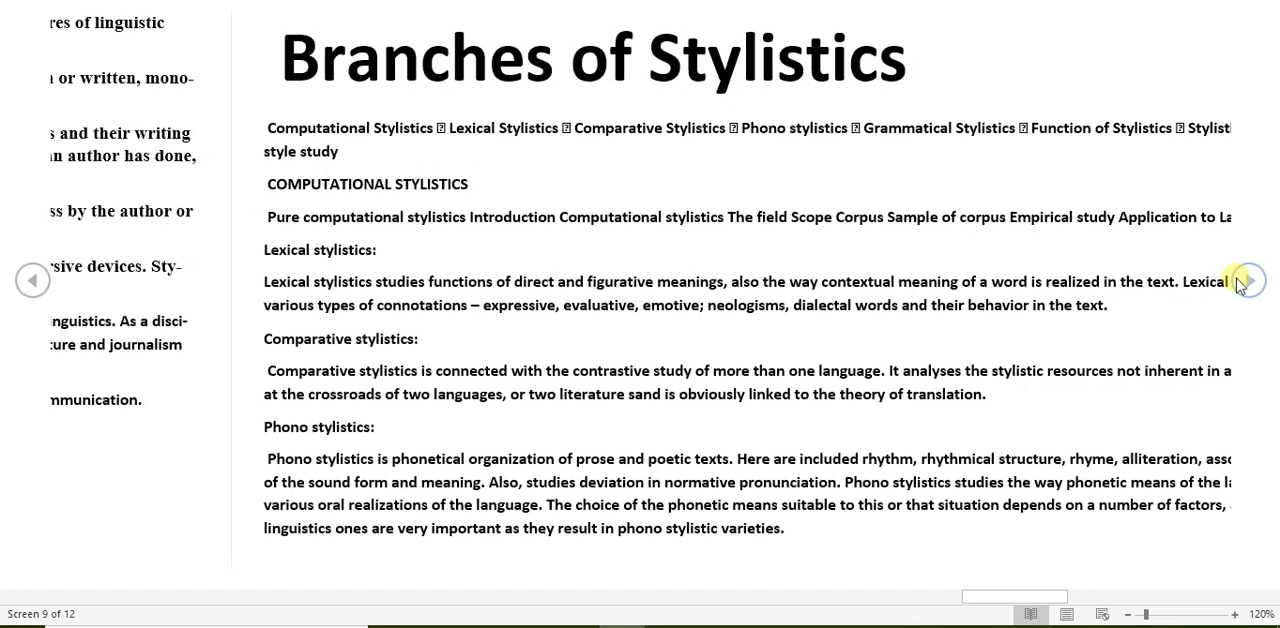 res of linguistic
or written, mono-
s and their writing
an author has done,
ss by the author or
sive devices. Sty-
nguistics. As a disci-
ture and journalism
mmunication.
Branches of Stylistics
Computational Stylistics ⍰ Lexical Stylistics ⍰ Comparative Stylistics ⍰ Phono stylistics ⍰ Grammatical Stylistics ⍰ Function of Stylistics ⍰ Stylisti
style study
COMPUTATIONAL STYLISTICS
Pure computational stylistics Introduction Computational stylistics The field Scope Corpus Sample of corpus Empirical study Application to La
Lexical stylistics:
Lexical stylistics studies functions of direct and figurative meanings, also the way contextual meaning of a word is realized in the text. Lexical
various types of connotations – expressive, evaluative, emotive; neologisms, dialectal words and their behavior in the text.
Comparative stylistics:
Comparative stylistics is connected with the contrastive study of more than one language. It analyses the stylistic resources not inherent in a
at the crossroads of two languages, or two literature sand is obviously linked to the theory of translation.
Phono stylistics:
Phono stylistics is phonetical organization of prose and poetic texts. Here are included rhythm, rhythmical structure, rhyme, alliteration, asso
of the sound form and meaning. Also, studies deviation in normative pronunciation. Phono stylistics studies the way phonetic means of the la
various oral realizations of the language. The choice of the phonetic means suitable to this or that situation depends on a number of factors,
linguistics ones are very important as they result in phono stylistic varieties.
Screen 9 of 12
120%